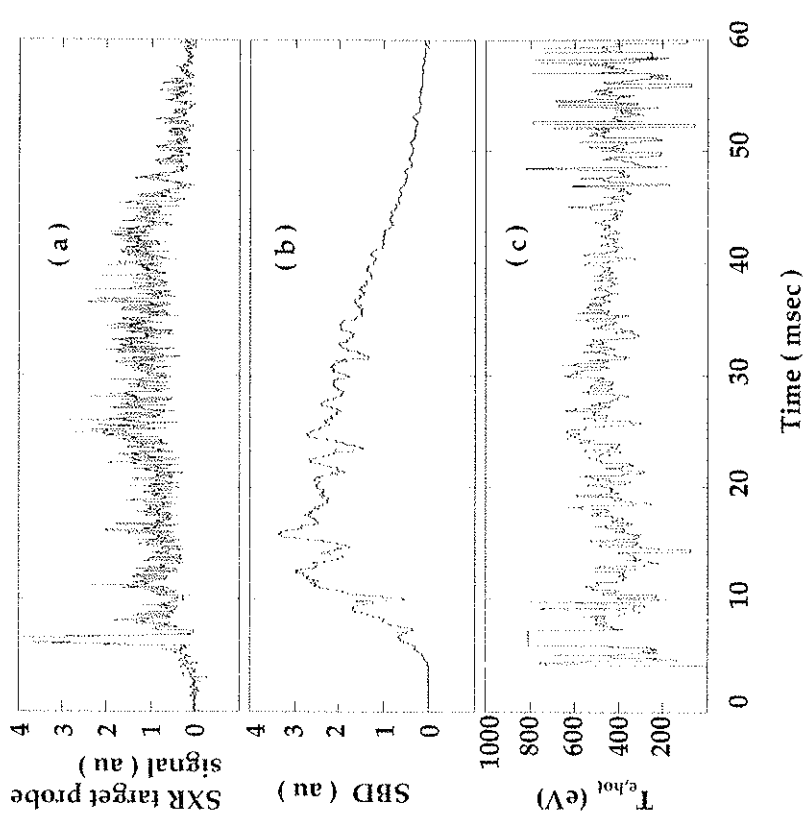 SXR target probe
signal ( au )
4
3
2
1
0
( a )
SBD ( au )
4
3
2
1
0
( b )
T e,hot (eV)
1000
800
600
400
200
( c )
0 10 20 30 40 50 60
Time ( msec )